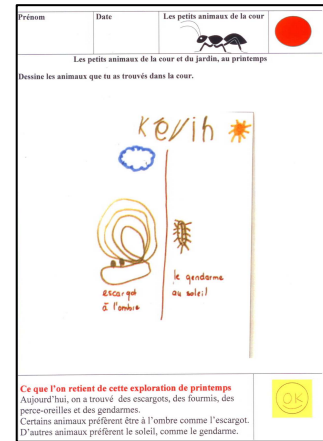 Prénom
Date
Les petits animaux de la cour
Les petits animaux de la cour et du jardin, au printemps
Dessine les animaux que tu as trouvés dans la cour.
Kévin
escargot
à l'ombre
le gendarme
au soleil
Ce que l'on retient de cette exploration de printemps
Aujourd'hui, on a trouvé des escargots, des fourmis, des
perce-oreilles et des gendarmes.
Certains animaux préfèrent être à l'ombre comme l'escargot.
D'autres animaux préfèrent le soleil, comme le gendarme.
OK